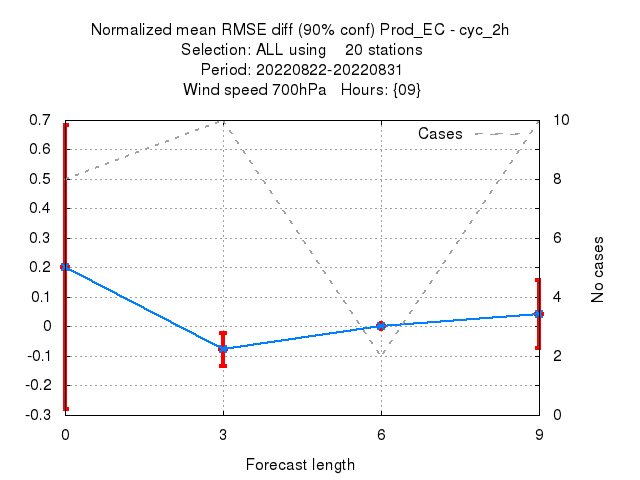 Normalized mean RMSE diff (90% conf) Prod_EC - cyc_2h
Selection: ALL using    20 stations
Period: 20220822-20220831
Wind speed 700hPa   Hours: {09}
0.7
0.6
0.5
0.4
0.3
0.2
0.1
0
-0.1
-0.2
-0.3
Cases
10
8
6
4
2
0
No cases
0 3 6 9
Forecast length